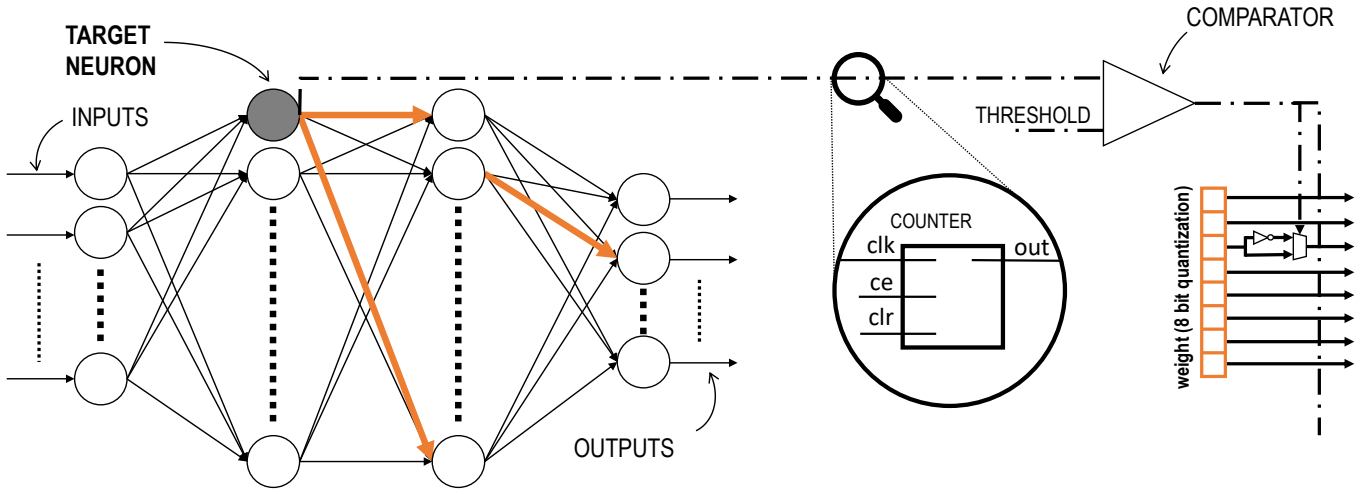 TARGET
NEURON
INPUTS
OUTPUTS
COMPARATOR
THRESHOLD
COUNTER
clk
out
ce
clr
weight (8 bit quantization)